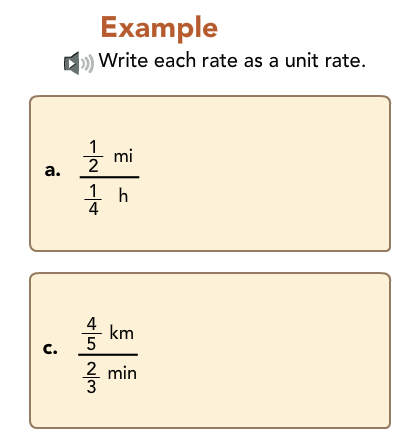 Example
Write each rate as a unit rate.
a. 1/2 mi
1/4 h
c. 4/5 km
2/3 min